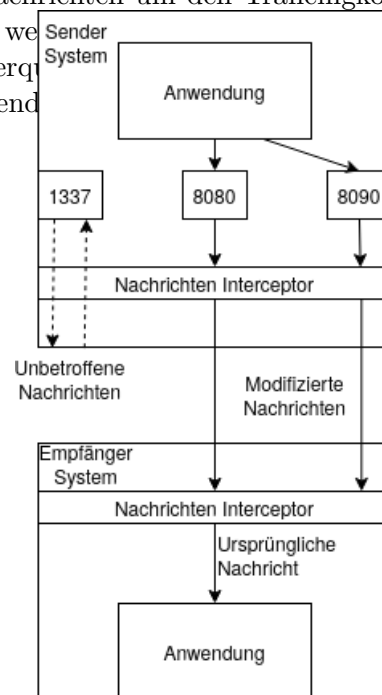 Sender
System
Anwendung
1337
8080
8090
Nachrichten Interceptor
Unbetroffene
Nachrichten
Modifizierte
Nachrichten
Empfänger
System
Nachrichten Interceptor
Ursprüngliche
Nachricht
Anwendung